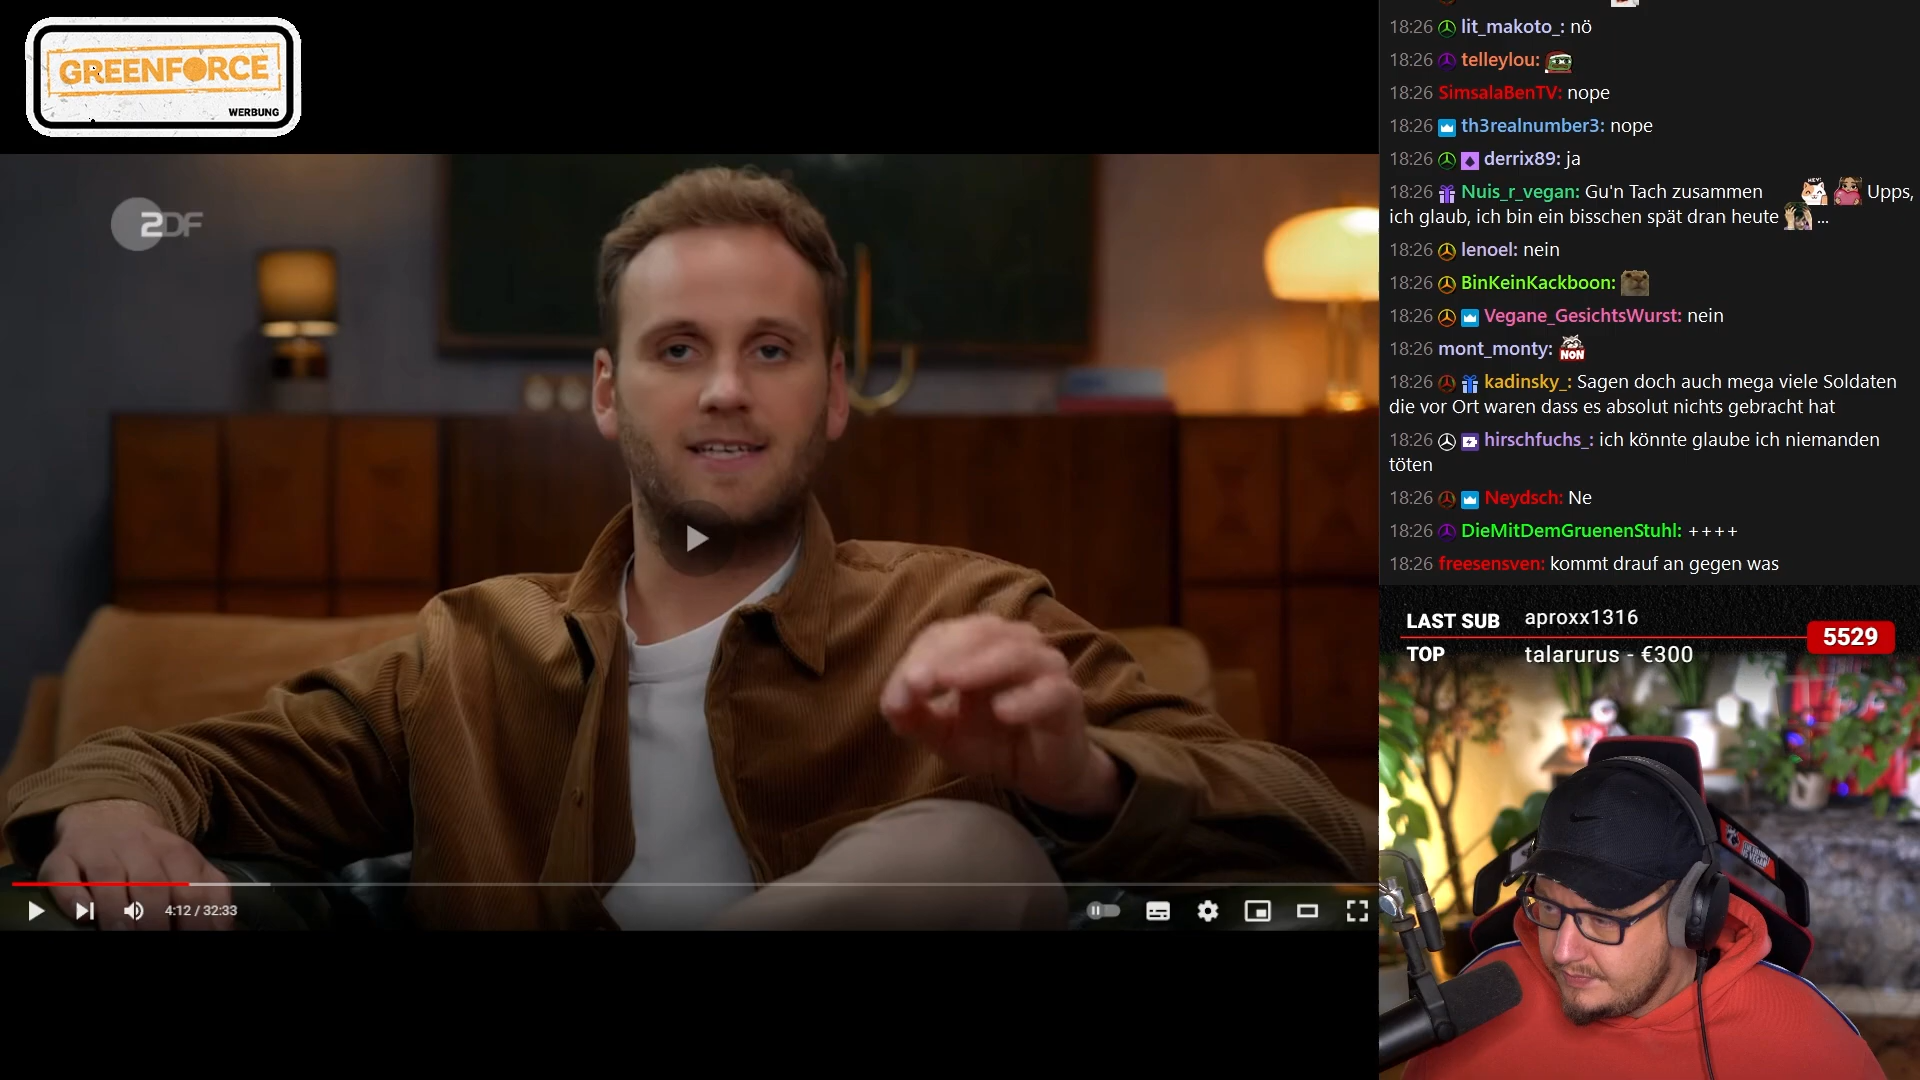 GREENFORCE
WERBUNG
ZDF
4:12 / 32:33
18:26 lit_makoto_: nö
18:26 telleylou:
18:26 SimsalaBenTV: nope
18:26 th3realnumber3: nope
18:26 derrix89: ja
18:26 Nuis_r_vegan: Gu'n Tach zusammen HEY! Upps,
ich glaub, ich bin ein bisschen spät dran heute ...
18:26 lenoel: nein
18:26 BinKeinKackboon:
18:26 Vegane_GesichtsWurst: nein
18:26 mont_monty: NON
18:26 kadinsky_: Sagen doch auch mega viele Soldaten
die vor Ort waren dass es absolut nichts gebracht hat
18:26 hirschfuchs_: ich könnte glaube ich niemanden
töten
18:26 Neydsch: Ne
18:26 DieMitDemGruenenStuhl: ++++
18:26 freesensven: kommt drauf an gegen was
LAST SUB aproxx1316
5529
TOP talarurus - €300